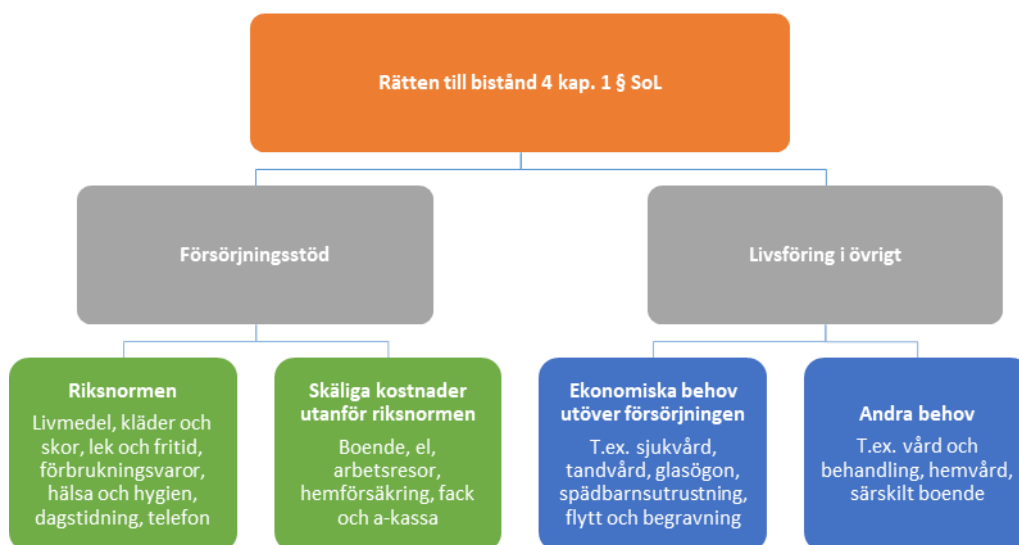 Rätten till bistånd 4 kap. 1 § SoL
Försörjningsstöd
Livsföring i övrigt
Riksnormen
Livmedel, kläder och
skor, lek och fritid,
förbrukningsvaror,
hälsa och hygien,
dagstidning, telefon
Skäliga kostnader
utanför riksnormen
Boende, el,
arbetsresor,
hemförsäkring, fack
och a-kassa
Ekonomiska behov
utöver försörjningen
T.ex. sjukvård,
tandvård, glasögon,
spädbarnsutrustning,
flytt och begravning
Andra behov
T.ex. vård och
behandling, hemvård,
särskilt boende